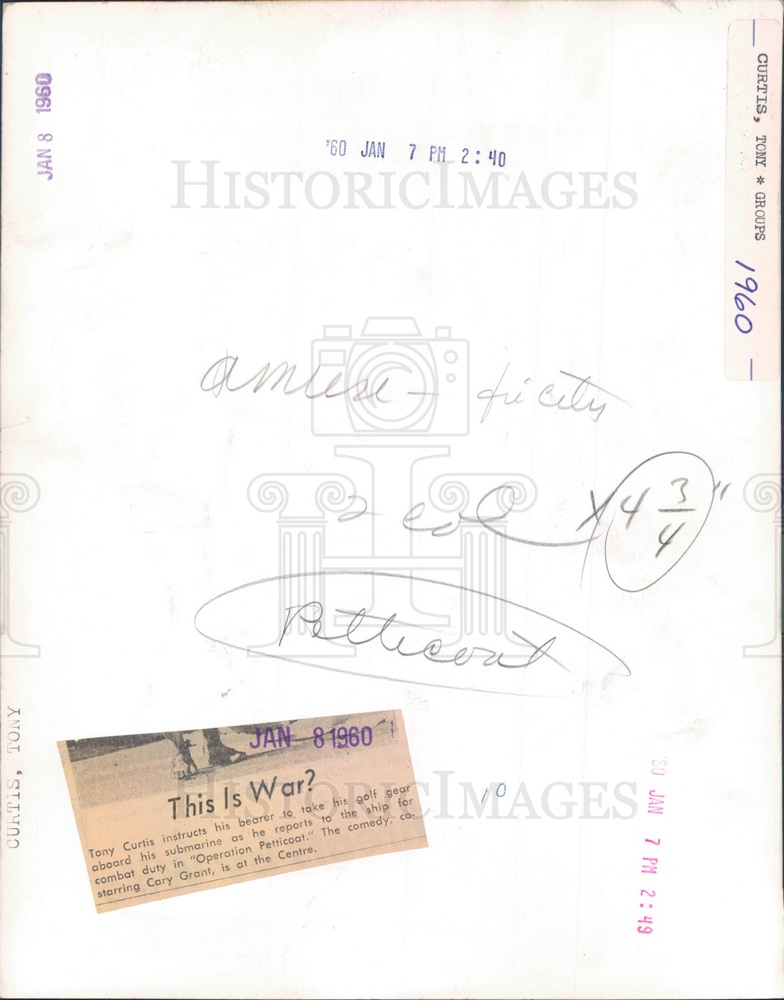 JAN 8 1960
'60 JAN 7 PM 2:40
CURTIS, TONY * GROUPS
1960
HISTORICIMAGES
amuse -
2 col X 4 3/4"
Petticoat
CURTIS, TONY
JAN 8 1960
This Is War?
Tony Curtis instructs his bearer to take his golf gear
aboard his submarine as he reports to the ship for
combat duty in "Operation Petticoat." The comedy, co-
starring Cary Grant, is at the Centre.
HISTORICIMAGES
10
'60 JAN 7 PM 2:49